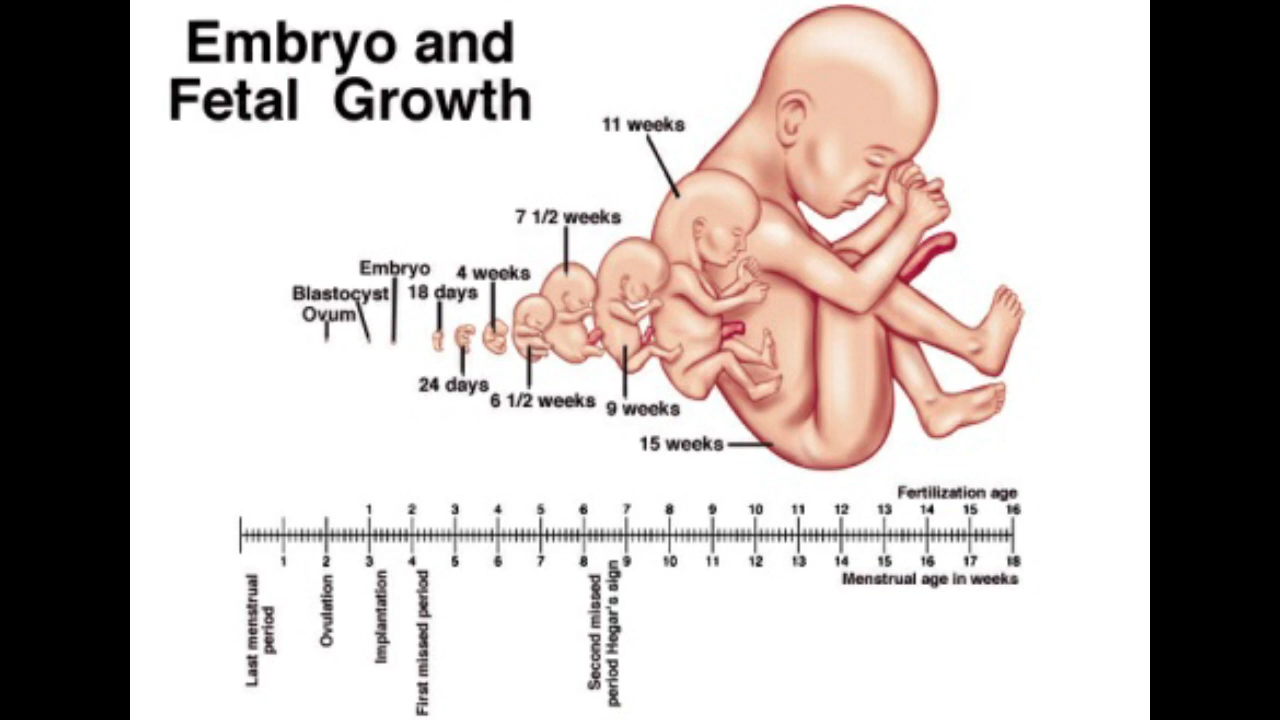 Embryo and
Fetal Growth
11 weeks
7 1/2 weeks
Embryo
4 weeks
Blastocyst
18 days
Ovum
24 days
6 1/2 weeks
9 weeks
15 weeks
Fertilization age
1 2 3 4 5 6 7 8 9 10 11 12 13 14 15 16
1 2 3 4 5 6 7 8 9 10 11 12 13 14 15 16 17 18
Menstrual age in weeks
Last menstrual
period
Ovulation
Implantation
First missed period
Second missed
period Hegar's sign